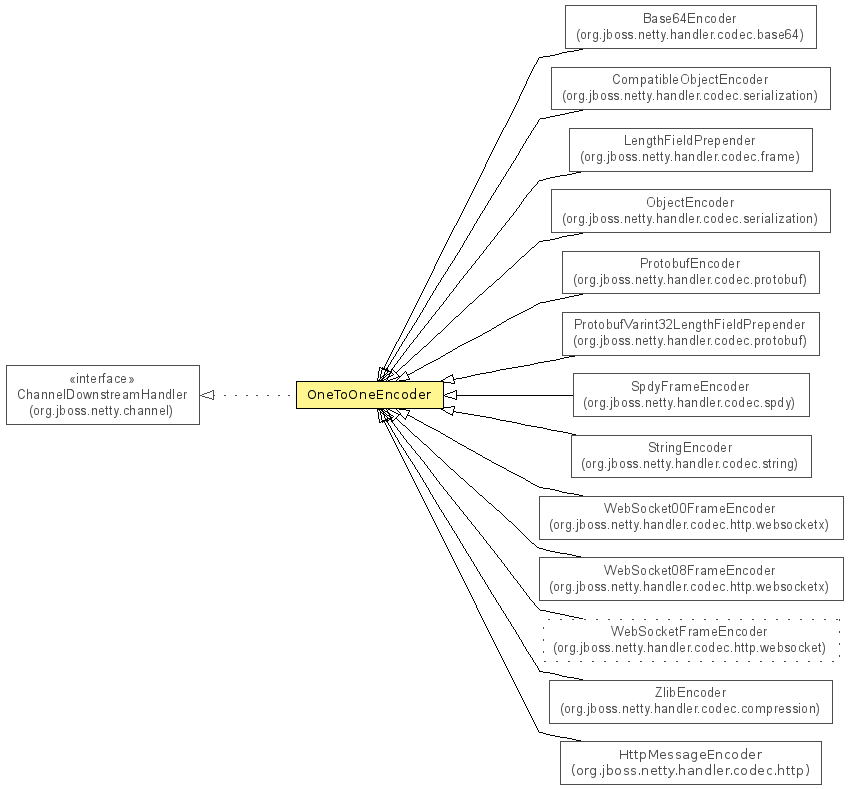 Base64Encoder
(org.jboss.netty.handler.codec.base64)
CompatibleObjectEncoder
(org.jboss.netty.handler.codec.serialization)
LengthFieldPrepender
(org.jboss.netty.handler.codec.frame)
ObjectEncoder
(org.jboss.netty.handler.codec.serialization)
ProtobufEncoder
(org.jboss.netty.handler.codec.protobuf)
ProtobufVarint32LengthFieldPrepender
(org.jboss.netty.handler.codec.protobuf)
«interface»
ChannelDownstreamHandler
(org.jboss.netty.channel)
OneToOneEncoder
SpdyFrameEncoder
(org.jboss.netty.handler.codec.spdy)
StringEncoder
(org.jboss.netty.handler.codec.string)
WebSocket00FrameEncoder
(org.jboss.netty.handler.codec.http.websocketx)
WebSocket08FrameEncoder
(org.jboss.netty.handler.codec.http.websocketx)
WebSocketFrameEncoder
(org.jboss.netty.handler.codec.http.websocket)
ZlibEncoder
(org.jboss.netty.handler.codec.compression)
HttpMessageEncoder
(org.jboss.netty.handler.codec.http)